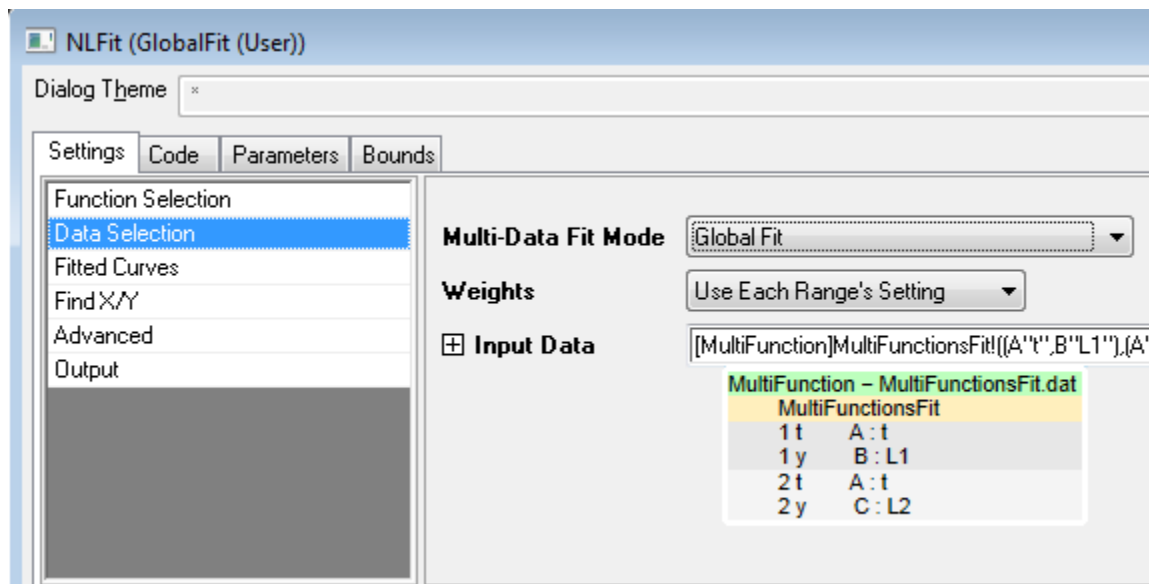 NLFit (GlobalFit (User))
Dialog Theme *
Settings Code Parameters Bounds
Function Selection
Data Selection
Fitted Curves
Find X/Y
Advanced
Output
Multi-Data Fit Mode Global Fit
Weights Use Each Range's Setting
Input Data [MultiFunction]MultiFunctionsFit!((A"t",B"L1"),(A"
MultiFunction – MultiFunctionsFit.dat
MultiFunctionsFit
1 t A : t
1 y B : L1
2 t A : t
2 y C : L2